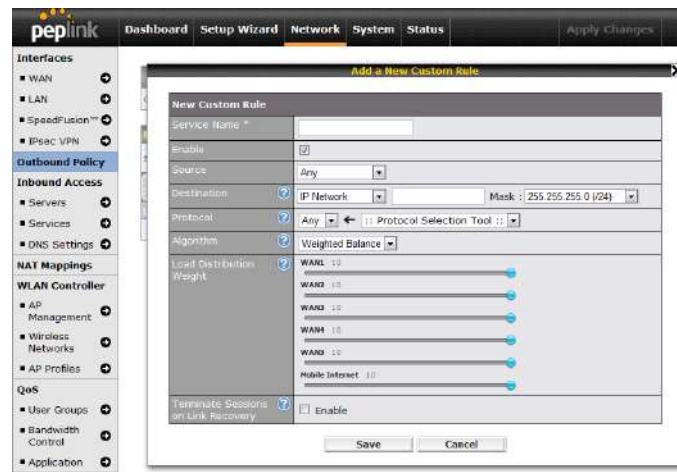 peplink
Dashboard Setup Wizard Network System Status Apply Changes
Interfaces
WAN
LAN
SpeedFusion™
IPsec VPN
Outbound Policy
Inbound Access
Servers
Services
DNS Settings
NAT Mappings
WLAN Controller
AP Management
Wireless Networks
AP Profiles
QoS
User Groups
Bandwidth Control
Application
Add a New Custom Rule
New Custom Rule
Service Name *
Enable
Source Any
Destination IP Network Mask : 255.255.255.0 (/24)
Protocol Any :: Protocol Selection Tool ::
Algorithm Weighted Balance
Load Distribution Weight
WAN1 10
WAN2 10
WAN3 10
WAN4 10
WAN5 10
Mobile Internet 10
Terminate Sessions on Link Recovery Enable
Save Cancel